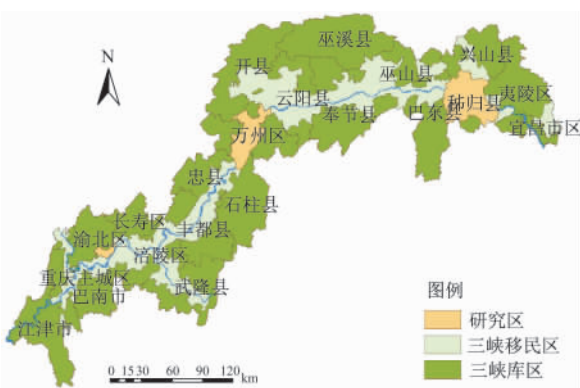 N
巫溪县
兴山县
开县
巫山县
云阳县
秭归县
夷陵区
奉节县
巴东县
宜昌市区
万州区
忠县
石柱县
长寿区
丰都县
渝北区
涪陵区
重庆主城区
武隆县
巴南市
江津市
图例
研究区
三峡移民区
三峡库区
0 15 30 60 90 120
km